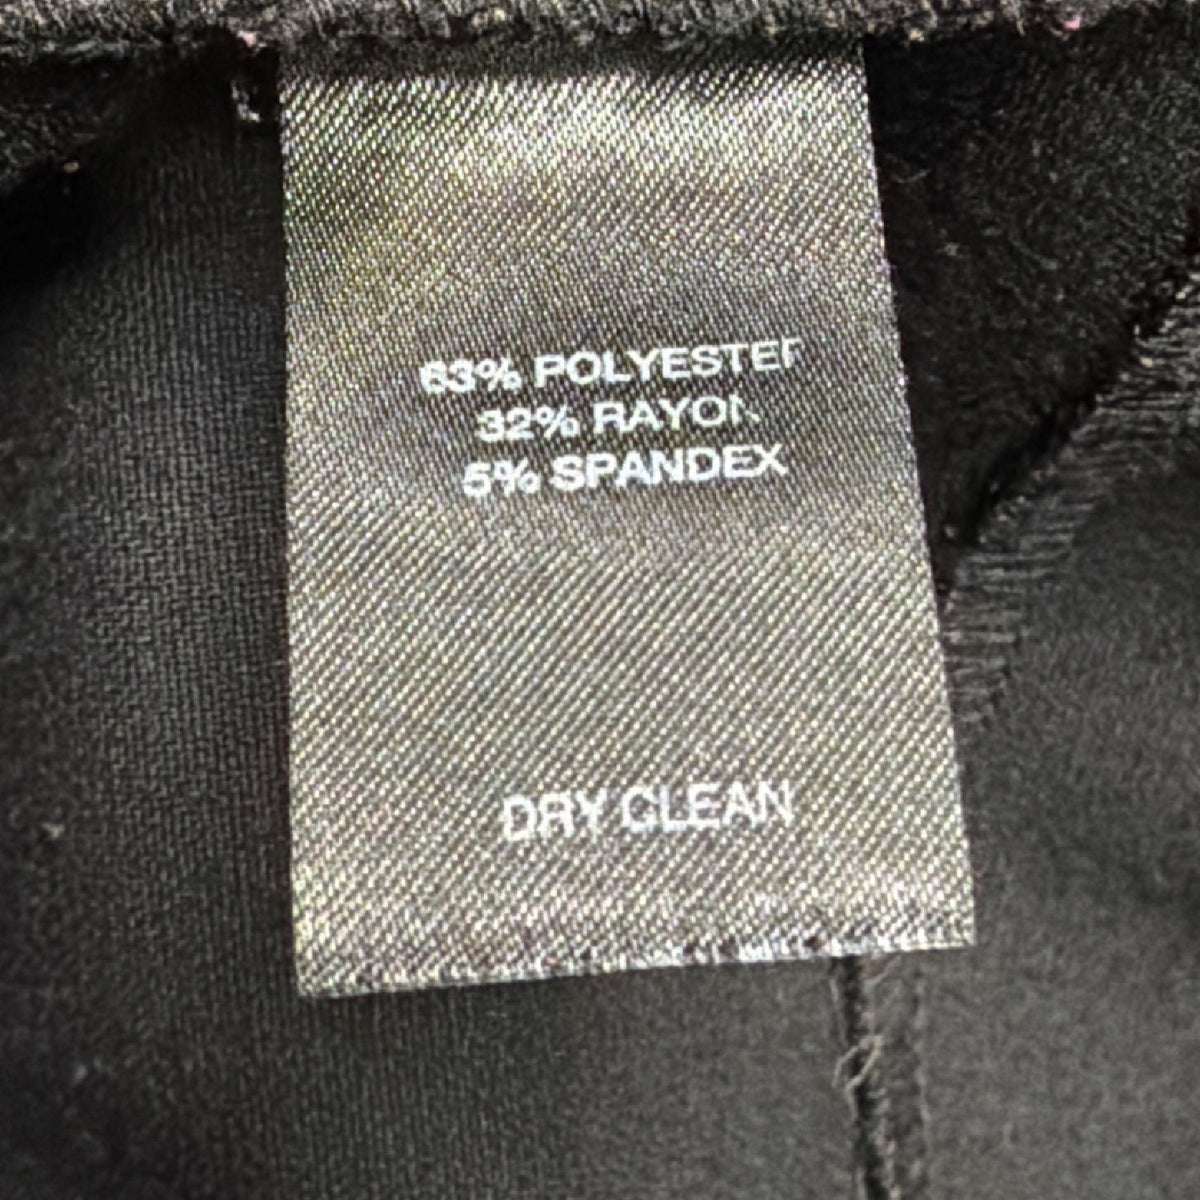 63% POLYESTER
32% RAYON
5% SPANDEX
DRY CLEAN